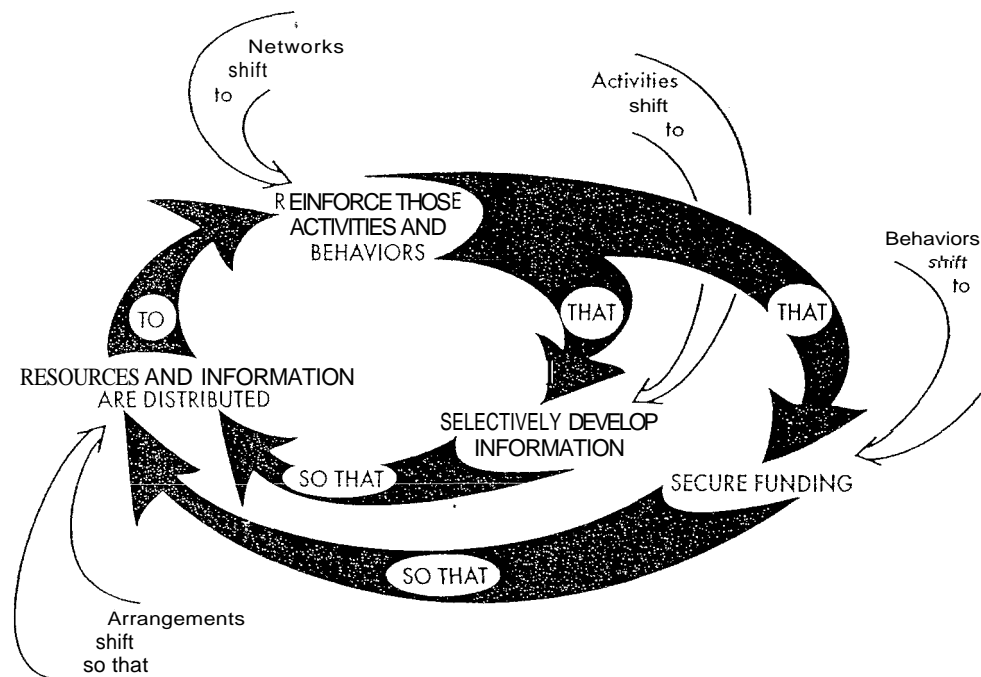 Networks
shift
to
Activities
shift
to
REINFORCE THOSE
ACTIVITIES AND
BEHAVIORS
Behaviors
shift
to
TO
THAT
THAT
RESOURCES AND INFORMATION
ARE DISTRIBUTED
SELECTIVELY DEVELOP
INFORMATION
SO THAT
SECURE FUNDING
SO THAT
Arrangements
shift
so that